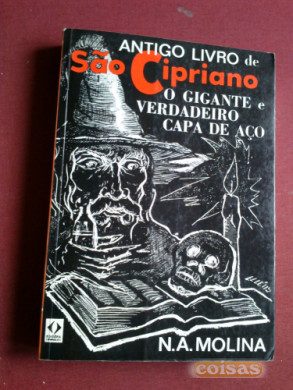 ANTIGO LIVRO de
São Cipriano
O GIGANTE e
VERDADEIRO
CAPA DE AÇO
N.A. MOLINA
coisas